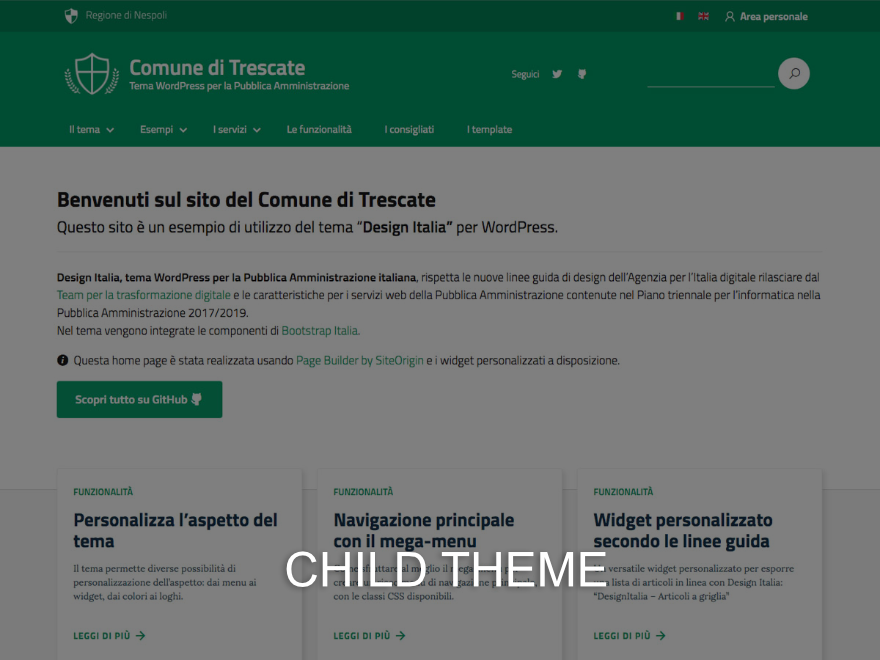 Regione di Nespoli
Area personale
Comune di Trescate
Tema WordPress per la Pubblica Amministrazione
Seguici
Il tema Esempi I servizi Le funzionalità I consigliati I template
Benvenuti sul sito del Comune di Trescate
Questo sito è un esempio di utilizzo del tema “Design Italia” per WordPress.
Design Italia, tema WordPress per la Pubblica Amministrazione italiana, rispetta le nuove linee guida di design dell’Agenzia per l’Italia digitale rilasciare dal
Team per la trasformazione digitale e le caratteristiche per i servizi web della Pubblica Amministrazione contenute nel Piano triennale per l’informatica nella
Pubblica Amministrazione 2017/2019.
Nel tema vengono integrate le componenti di Bootstrap Italia.
Questa home page è stata realizzata usando Page Builder by SiteOrigin e i widget personalizzati a disposizione.
Scopri tutto su GitHub
FUNZIONALITÀ
Personalizza l’aspetto del
tema
Il tema permette diverse possibilità di
personalizzazione dell’aspetto: dai menu ai
widget, dai colori ai loghi.
LEGGI DI PIÙ
FUNZIONALITÀ
Navigazione principale
con il mega-menu
sfruttare al meglio il mega
di navigazione
con le classi CSS disponibili.
LEGGI DI PIÙ
FUNZIONALITÀ
Widget personalizzato
secondo le linee guida
versatile widget personalizzato per esporre
una lista di articoli in linea con Design Italia:
“DesignItalia – Articoli a griglia”
LEGGI DI PIÙ
CHILD THEME